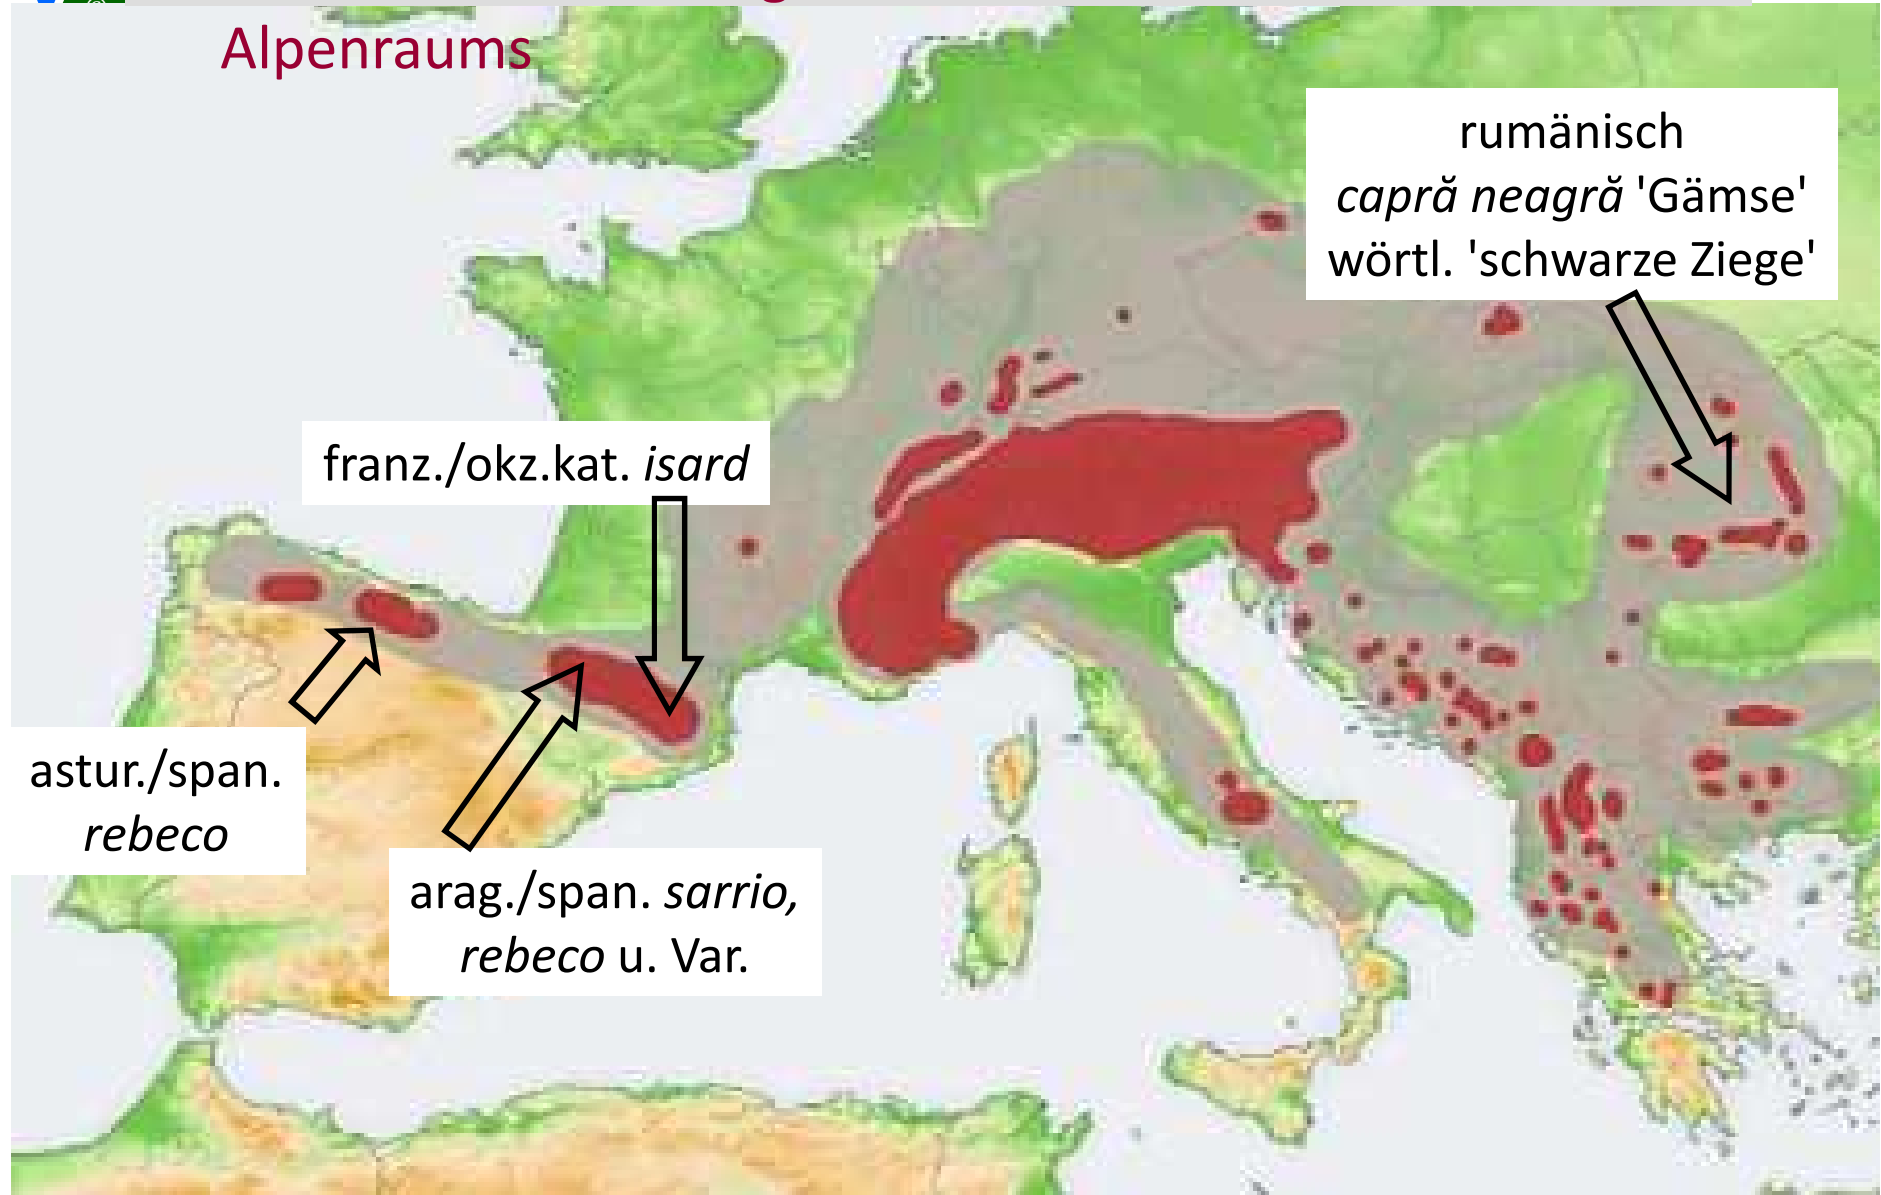 Alpenraums
rumänisch
capră neagră 'Gämse'
wörtl. 'schwarze Ziege'
franz./okz.kat. isard
astur./span.
rebeco
arag./span. sarrio,
rebeco u. Var.